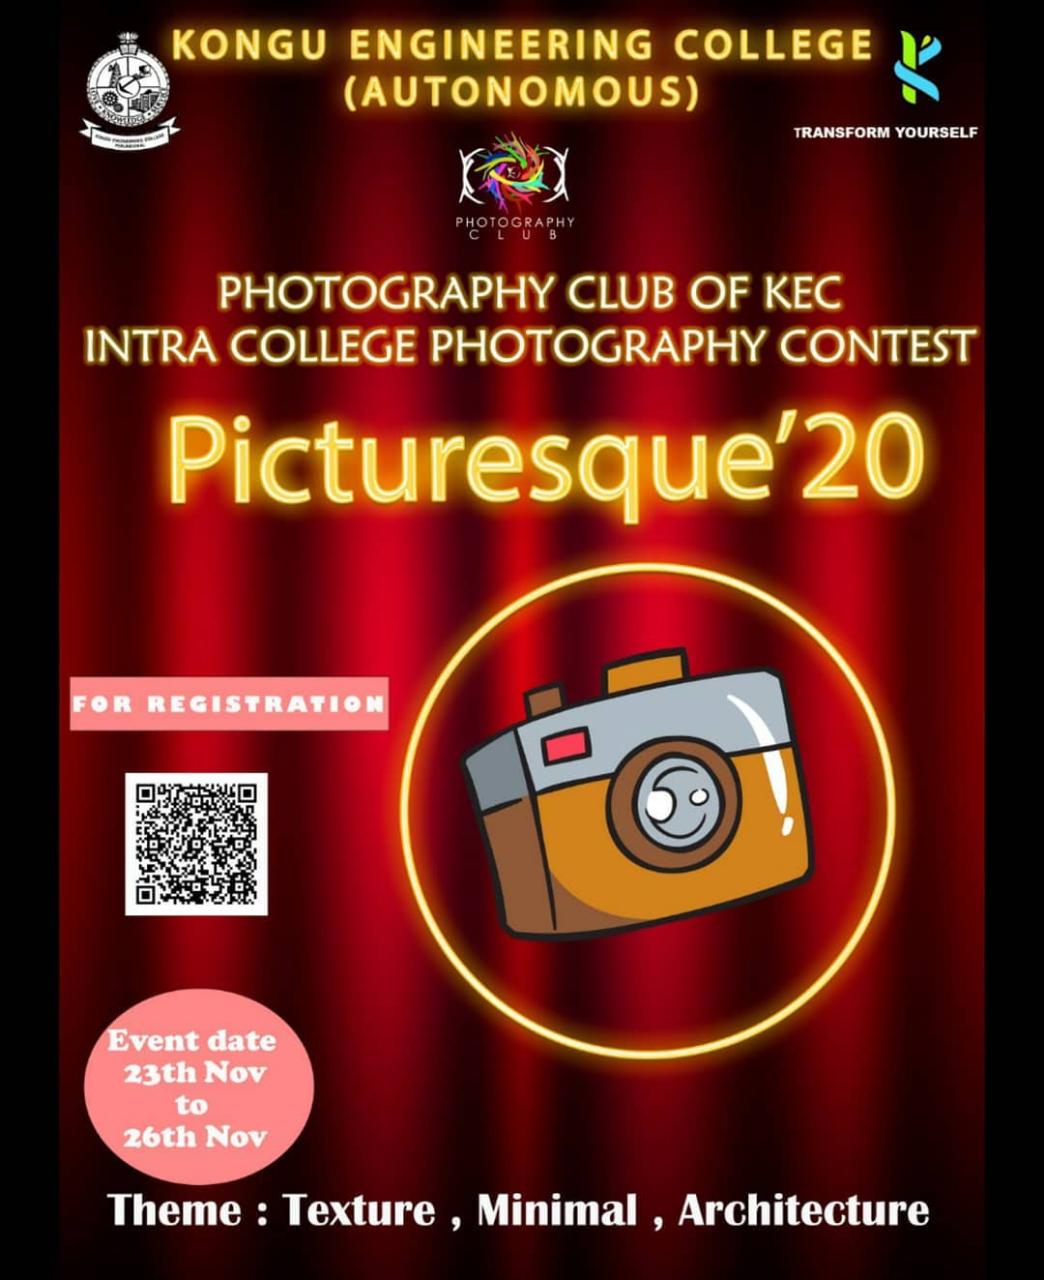 KONGU ENGINEERING COLLEGE
(AUTONOMOUS)
TRANSFORM YOURSELF
PHOTOGRAPHY
CLUB
PHOTOGRAPHY CLUB OF KEC
INTRA COLLEGE PHOTOGRAPHY CONTEST
Picturesque'20
FOR REGISTRATION
Event date
23th Nov
to
26th Nov
Theme : Texture , Minimal , Architecture